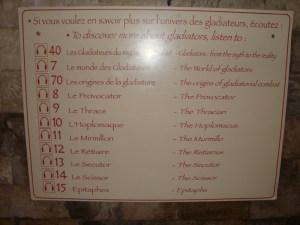 • Si vous voulez en savoir plus sur l'univers des gladiateurs, écoutez :
• To discover more about gladiators, listen to :
40 Les Gladiateurs du - Gladiators: from the myth to the reality
7 Le monde des Gladiateurs - The World of gladiators
70 Les origines de la gladiature - The origins of gladiatorial combat
8 Le Provocator - The Provocator
9 Le Thrace - The Thracian
10 L'Hoplomaque - The Hoplomacus
11 Le Mirmillon - The Murmillo
12 Le Rétiaire - The Retiarius
13 Le Secutor - The Secutor
14 Le Scissor - The Scissor
15 Epitaphes - Epitaphs